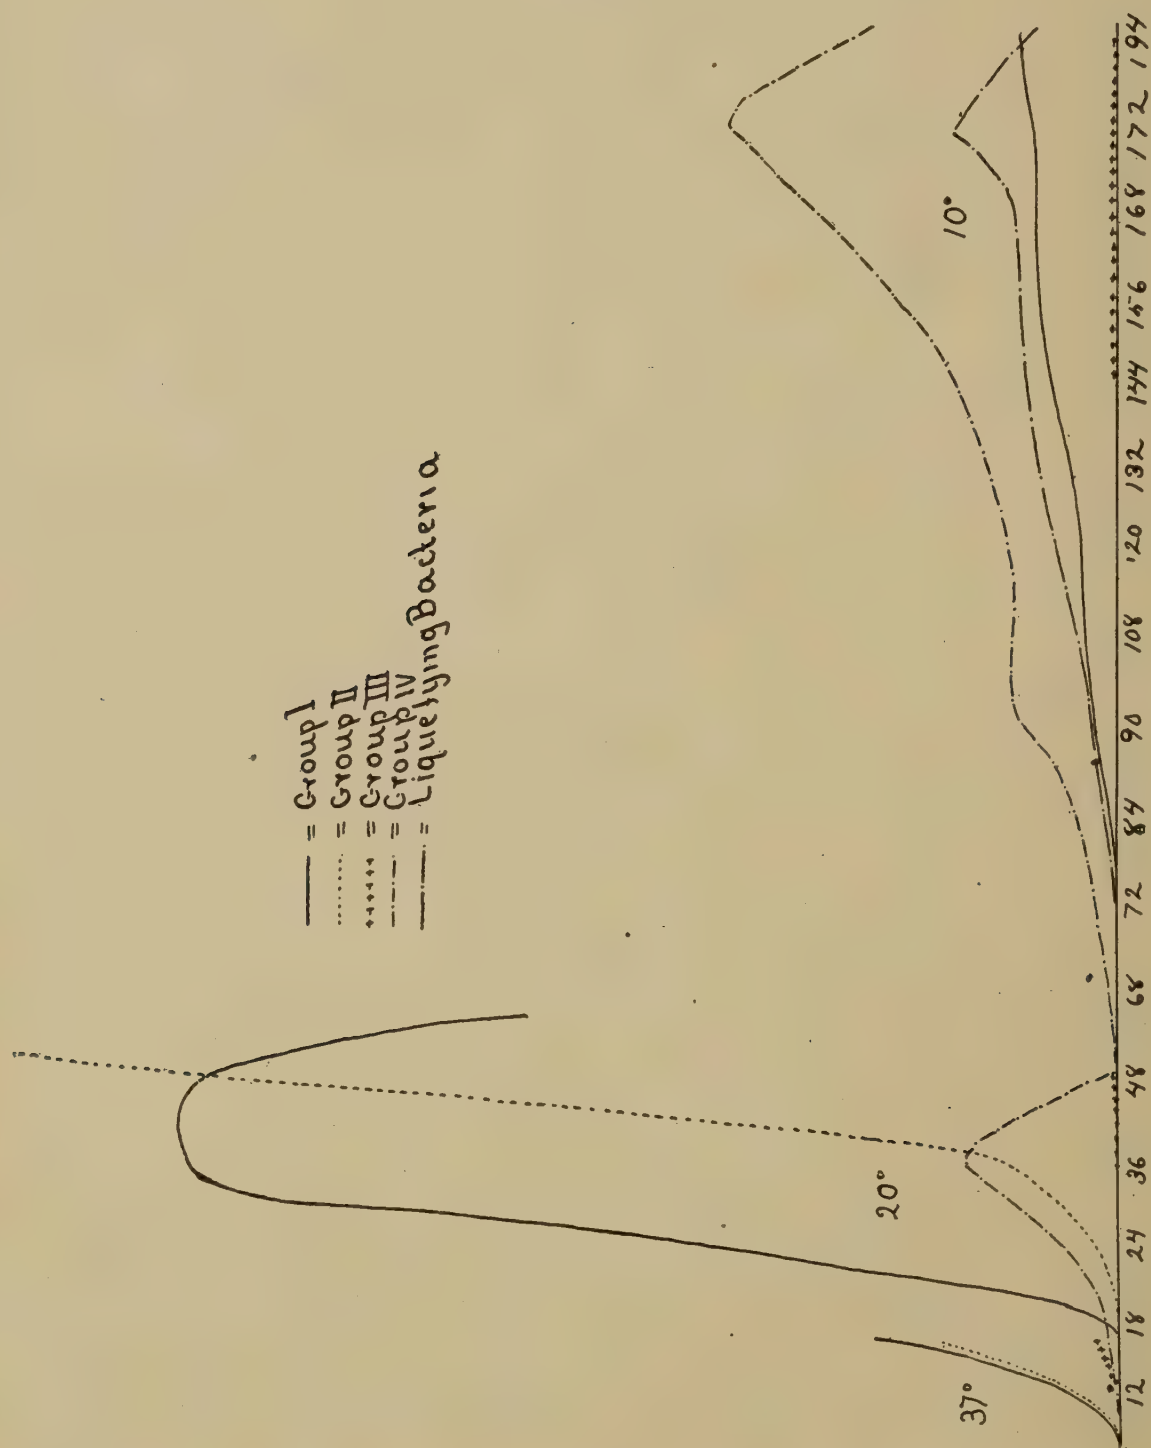 = Group I
= Group II
= Group III
= Group IV
= Liquefying Bacteria
37°
20°
10°
12 18 24 36 48 68 72 84 90 108 120 132 144 156 168 172 194